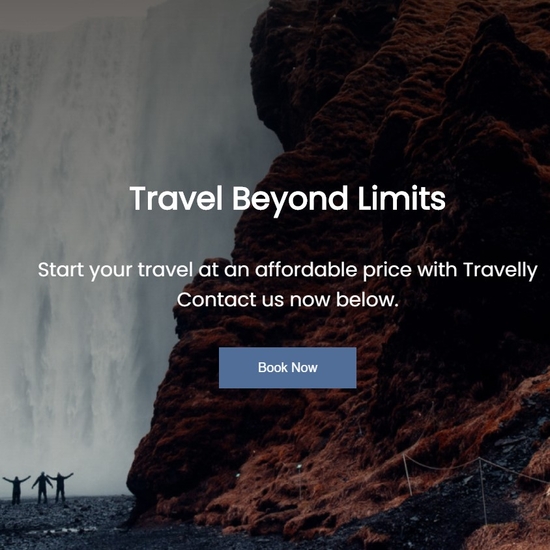 Travel Beyond Limits
Start your travel at an affordable price with Travelly
Contact us now below.
Book Now